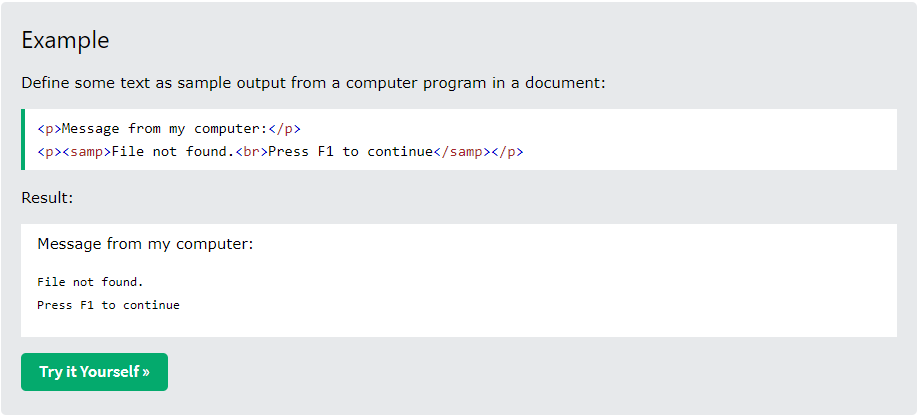 Example
Define some text as sample output from a computer program in a document:
<p>Message from my computer:</p>
<p><samp>File not found.<br>Press F1 to continue</samp></p>
Result:
Message from my computer:
File not found.
Press F1 to continue
Try it Yourself »